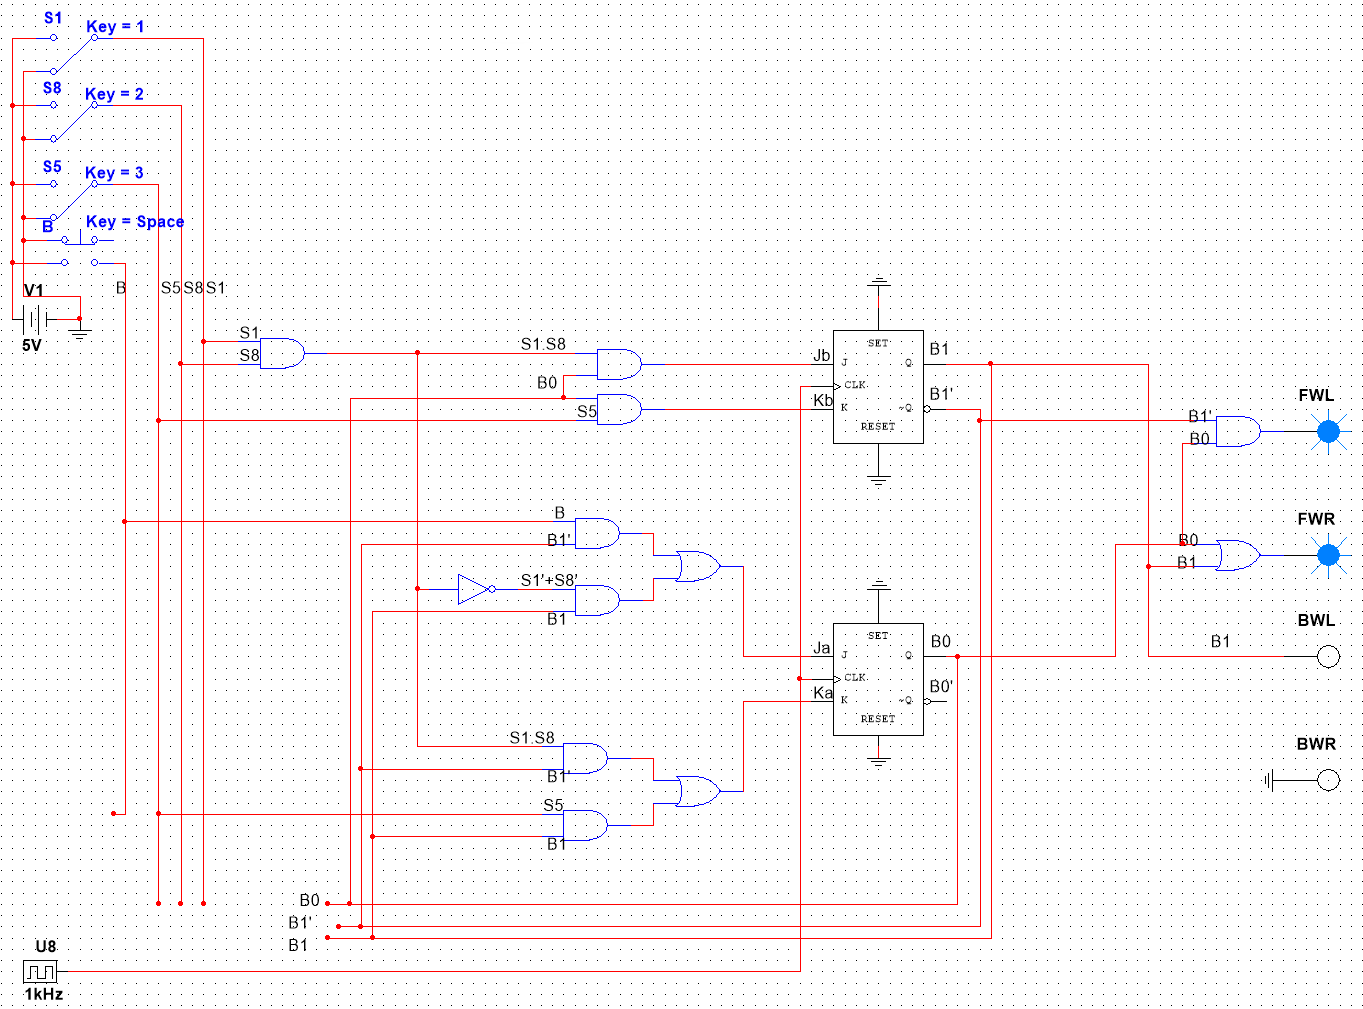 S1
Key = 1
S8
Key = 2
S5
Key = 3
B
Key = Space
V1
5V
B
S5
S8
S1
S1
S8
S1.S8
B0
S5
SET
Jb
J
Q
B1
CLK
Kb
K
~Q
B1'
RESET
FWL
B1'
B0
FWR
B0
B1
B
B1'
S1'+S8'
B1
SET
Ja
J
Q
B0
CLK
Ka
K
~Q
B0'
RESET
BWL
B1
BWR
S1.S8
B1'
S5
B1
B0
B1'
B1
U8
1kHz